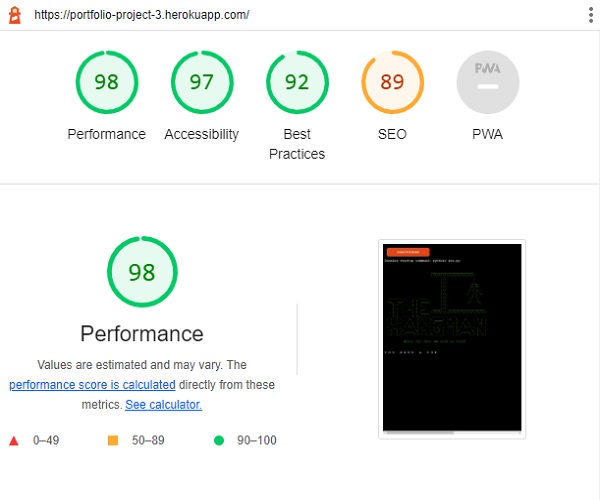 https://portfolio-project-3.herokuapp.com/
98
97
92
89
PWA
Performance
Accessibility
Best
Practices
SEO
PWA
98
Performance
Values are estimated and may vary. The
performance score is calculated directly from these
metrics. See calculator.
0–49
50–89
90–100
THE
HANGMAN